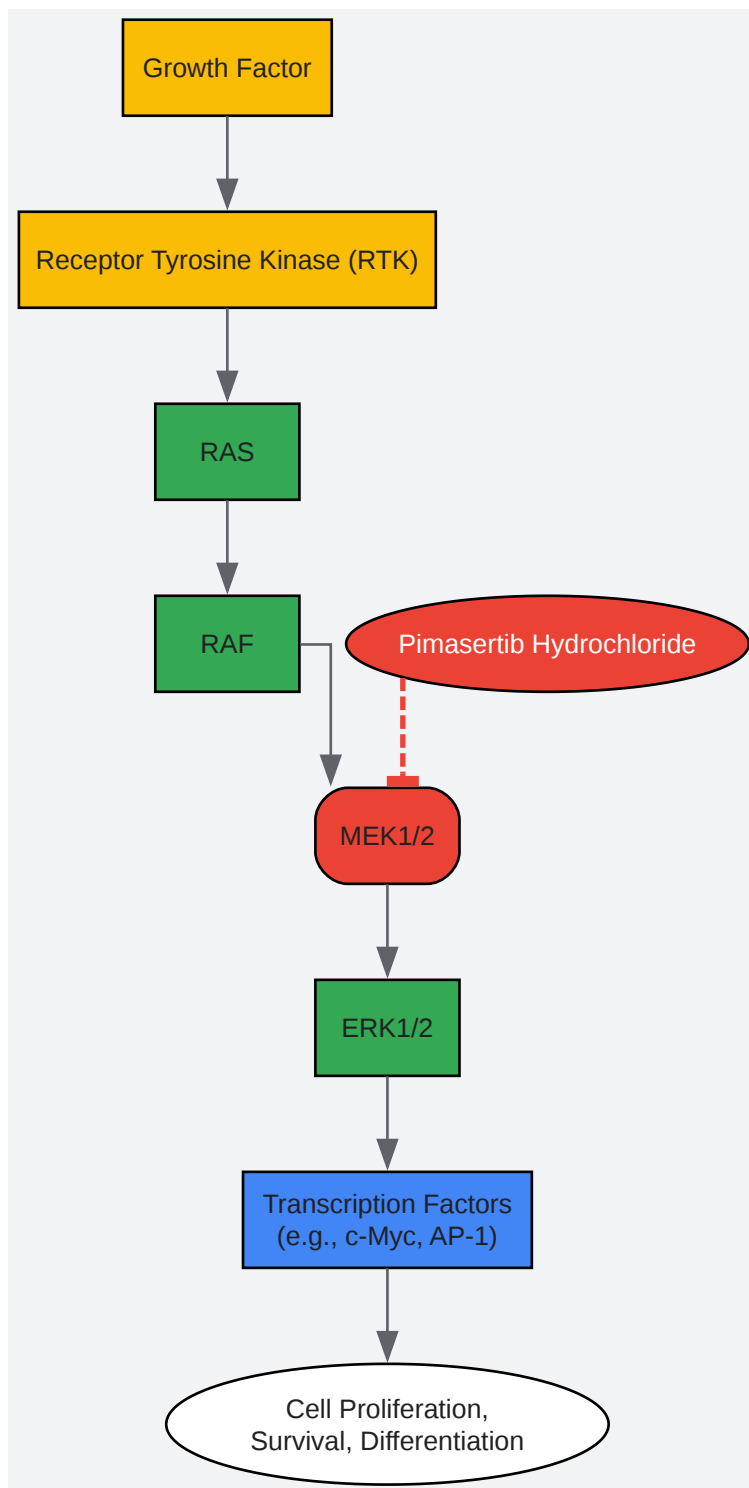 Growth Factor
Receptor Tyrosine Kinase (RTK)
RAS
RAF
Pimasertib Hydrochloride
MEK1/2
ERK1/2
Transcription Factors
(e.g., c-Myc, AP-1)
Cell Proliferation,
Survival, Differentiation